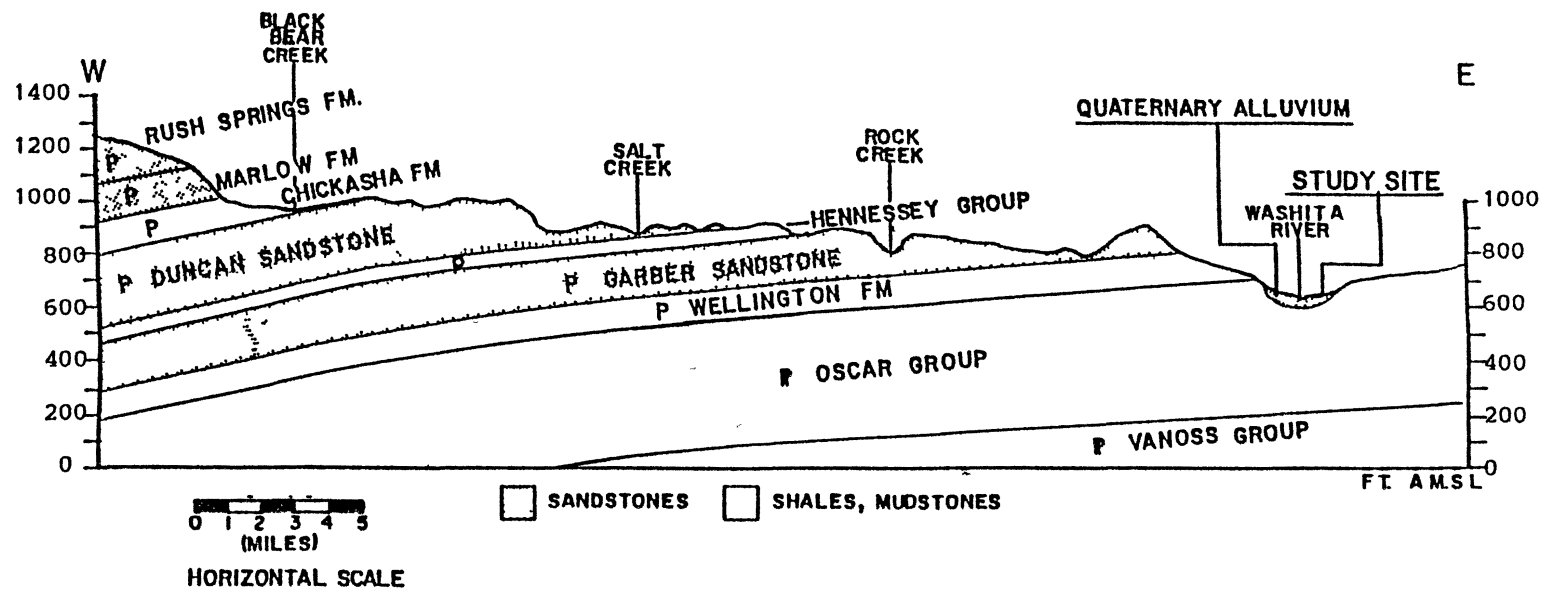 BLACK
BEAR
CREEK
W
E
1400
1200
1000
800
600
400
200
0
RUSH SPRINGS FM.
MARLOW FM
CHICKASHA FM
SALT
CREEK
ROCK
CREEK
QUATERNARY ALLUVIUM
STUDY SITE
WASHITA
RIVER
HENNESSEY GROUP
P
P
P
P DUNCAN SANDSTONE
P
P GARBER SANDSTONE
P WELLINGTON FM
P OSCAR GROUP
P VANOSS GROUP
1000
800
600
400
200
0
FT. A M.S L
0 1 2 3 4 5
(MILES)
HORIZONTAL SCALE
SANDSTONES
SHALES, MUDSTONES